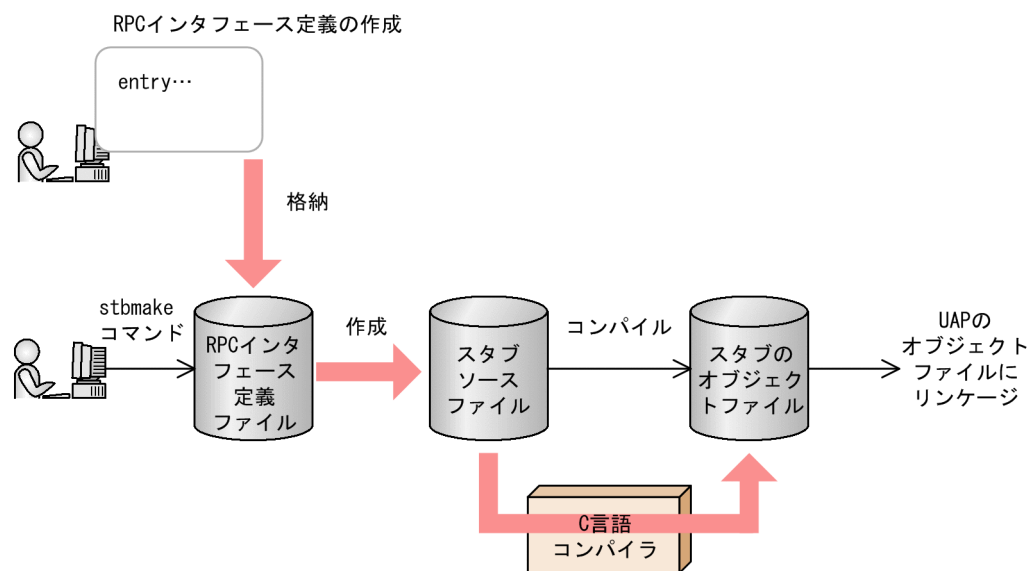 RPCインタフェース定義の作成
entry…
格納
stbmake
コマンド
RPCインタ
フェース
定義
ファイル
作成
スタブ
ソース
ファイル
コンパイル
スタブの
オブジェク
トファイル
UAPの
オブジェクト
ファイルに
リンケージ
C言語
コンパイラ